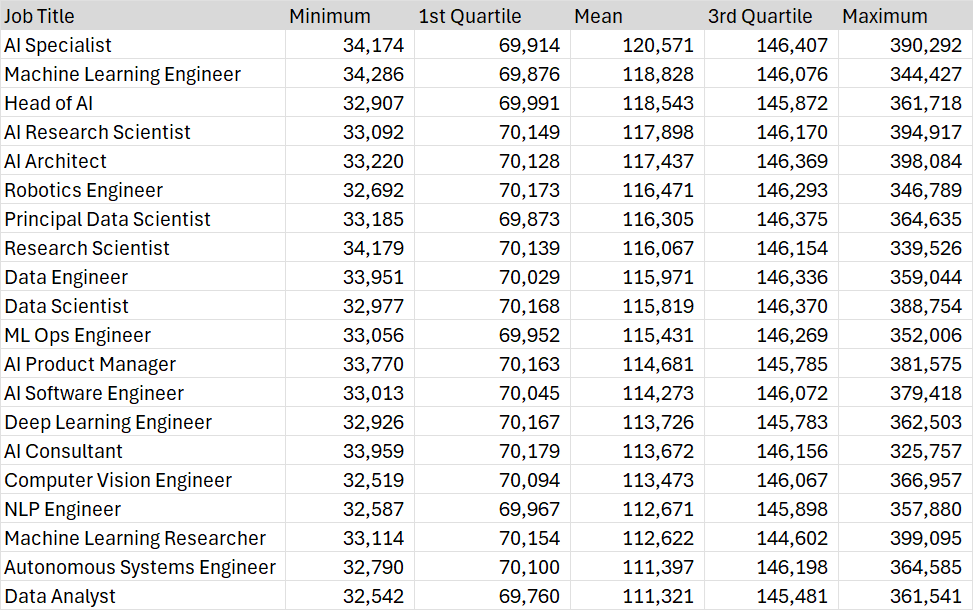 Job Title Minimum 1st Quartile Mean 3rd Quartile Maximum
AI Specialist 34,174 69,914 120,571 146,407 390,292
Machine Learning Engineer 34,286 69,876 118,828 146,076 344,427
Head of AI 32,907 69,991 118,543 145,872 361,718
AI Research Scientist 33,092 70,149 117,898 146,170 394,917
AI Architect 33,220 70,128 117,437 146,369 398,084
Robotics Engineer 32,692 70,173 116,471 146,293 346,789
Principal Data Scientist 33,185 69,873 116,305 146,375 364,635
Research Scientist 34,179 70,139 116,067 146,154 339,526
Data Engineer 33,951 70,029 115,971 146,336 359,044
Data Scientist 32,977 70,168 115,819 146,370 388,754
ML Ops Engineer 33,056 69,952 115,431 146,269 352,006
AI Product Manager 33,770 70,163 114,681 145,785 381,575
AI Software Engineer 33,013 70,045 114,273 146,072 379,418
Deep Learning Engineer 32,926 70,167 113,726 145,783 362,503
AI Consultant 33,959 70,179 113,672 146,156 325,757
Computer Vision Engineer 32,519 70,094 113,473 146,067 366,957
NLP Engineer 32,587 69,967 112,671 145,898 357,880
Machine Learning Researcher 33,114 70,154 112,622 144,602 399,095
Autonomous Systems Engineer 32,790 70,100 111,397 146,198 364,585
Data Analyst 32,542 69,760 111,321 145,481 361,541